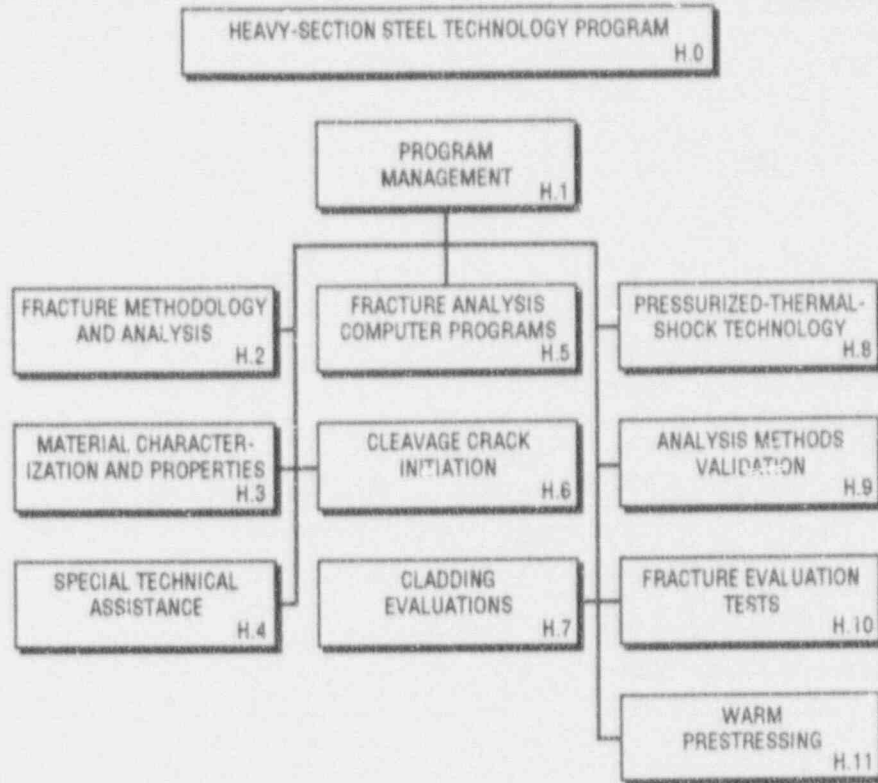 HEAVY-SECTION STEEL TECHNOLOGY PROGRAM
H.0
PROGRAM
MANAGEMENT
H.1
FRACTURE METHODOLOGY
AND ANALYSIS
H.2
MATERIAL CHARACTER-
IZATION AND PROPERTIES
H.3
SPECIAL TECHNICAL
ASSISTANCE
H.4
FRACTURE ANALYSIS
COMPUTER PROGRAMS
H.5
CLEAVAGE CRACK
INITIATION
H.6
CLADDING
EVALUATIONS
H.7
PRESSURIZED-THERMAL-
SHOCK TECHNOLOGY
H.8
ANALYSIS METHODS
VALIDATION
H.9
FRACTURE EVALUATION
TESTS
H.10
WARM
PRESTRESSING
H.11